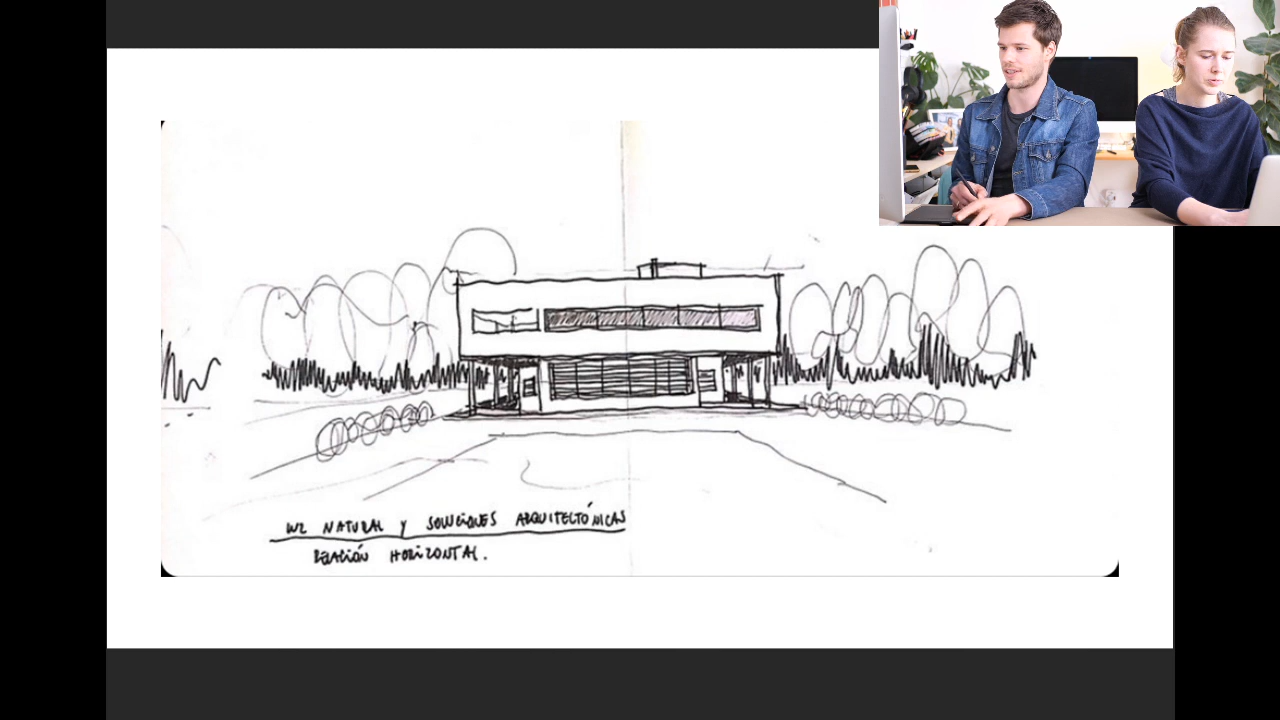 LUZ NATURAL Y SOLUCIONES ARQUITECTÓNICAS
RELACIÓN HORIZONTAL.